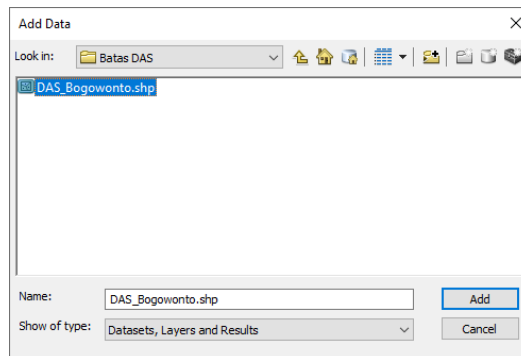 Add Data
Look in: Batas DAS
DAS_Bogowonto.shp
Name: DAS_Bogowonto.shp Add
Show of type: Datasets, Layers and Results Cancel